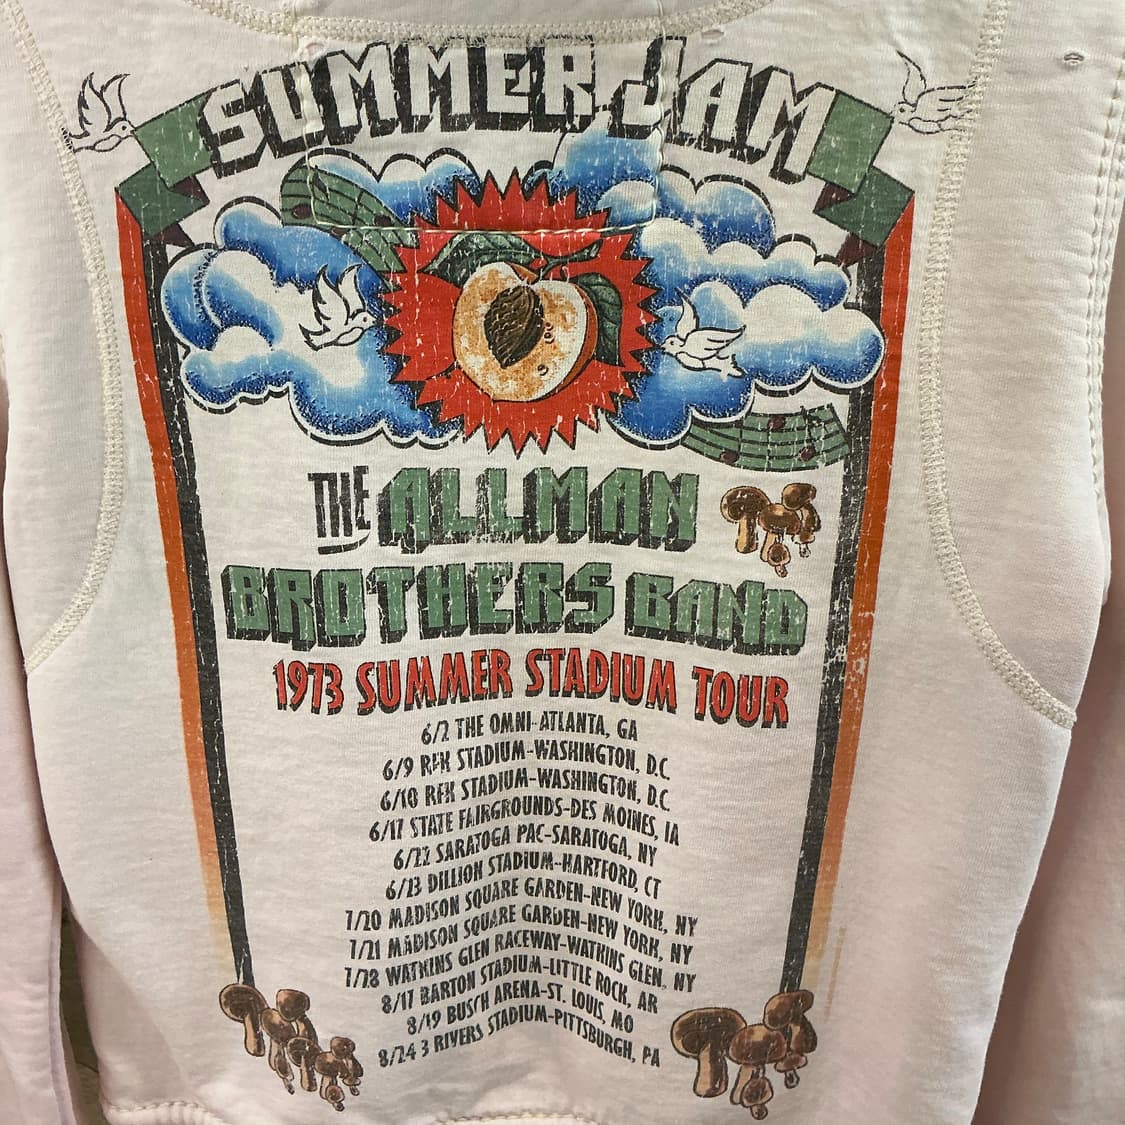 SUMMER JAM
THE ALLMAN
BROTHERS BAND
1973 SUMMER STADIUM TOUR
6/2 THE OMNI-ATLANTA, GA
6/9 RFK STADIUM-WASHINGTON, D.C.
6/10 RFK STADIUM-WASHINGTON, D.C.
6/17 STATE FAIRGROUNDS-DES MOINES, IA
6/22 SARATOGA PAC-SARATOGA, NY
6/23 DILLION STADIUM-HARTFORD, CT
7/20 MADISON SQUARE GARDEN-NEW YORK, NY
7/21 MADISON SQUARE GARDEN-NEW YORK, NY
7/28 WATKINS GLEN RACEWAY-WATKINS GLEN, NY
8/17 BARTON STADIUM-LITTLE ROCK, AR
8/19 BUSCH ARENA-ST. LOUIS, MO
8/24 3 RIVERS STADIUM-PITTSBURGH, PA